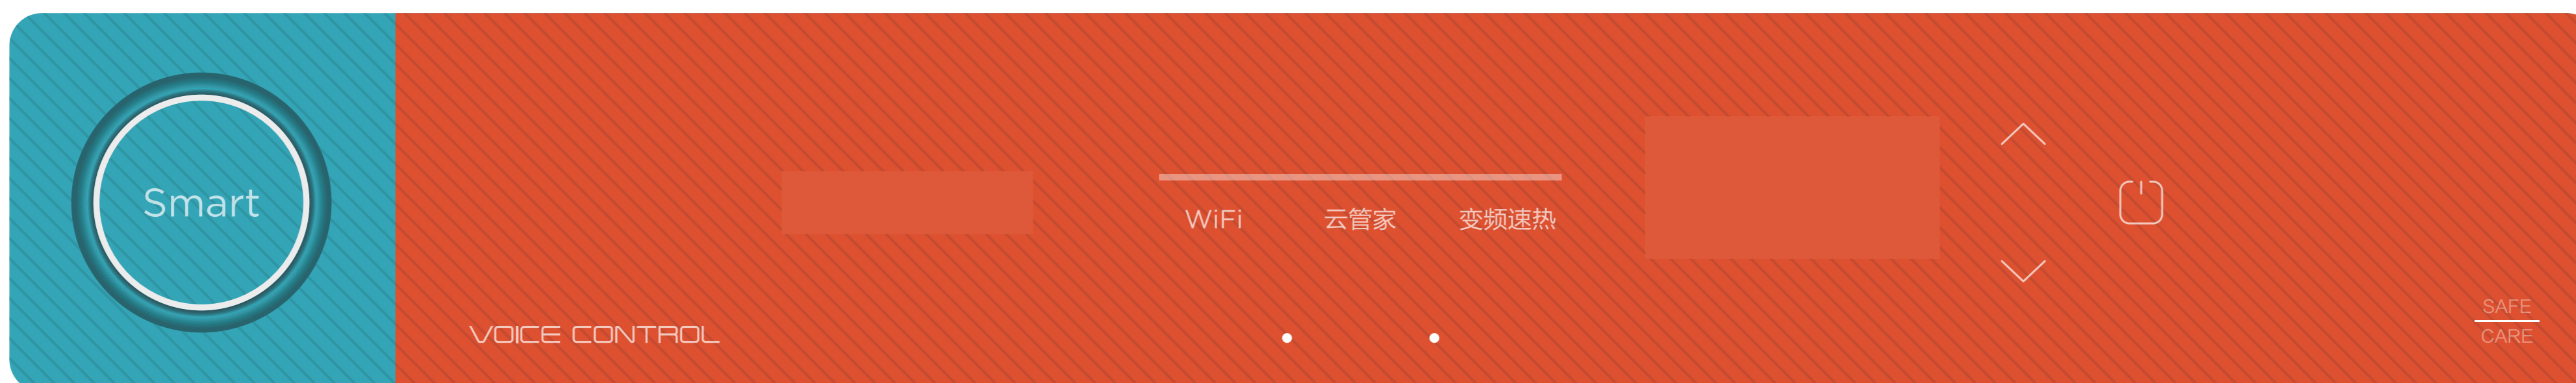 Smart
WiFi 云管家 变频速热
VOICE CONTROL
SAFE
CARE